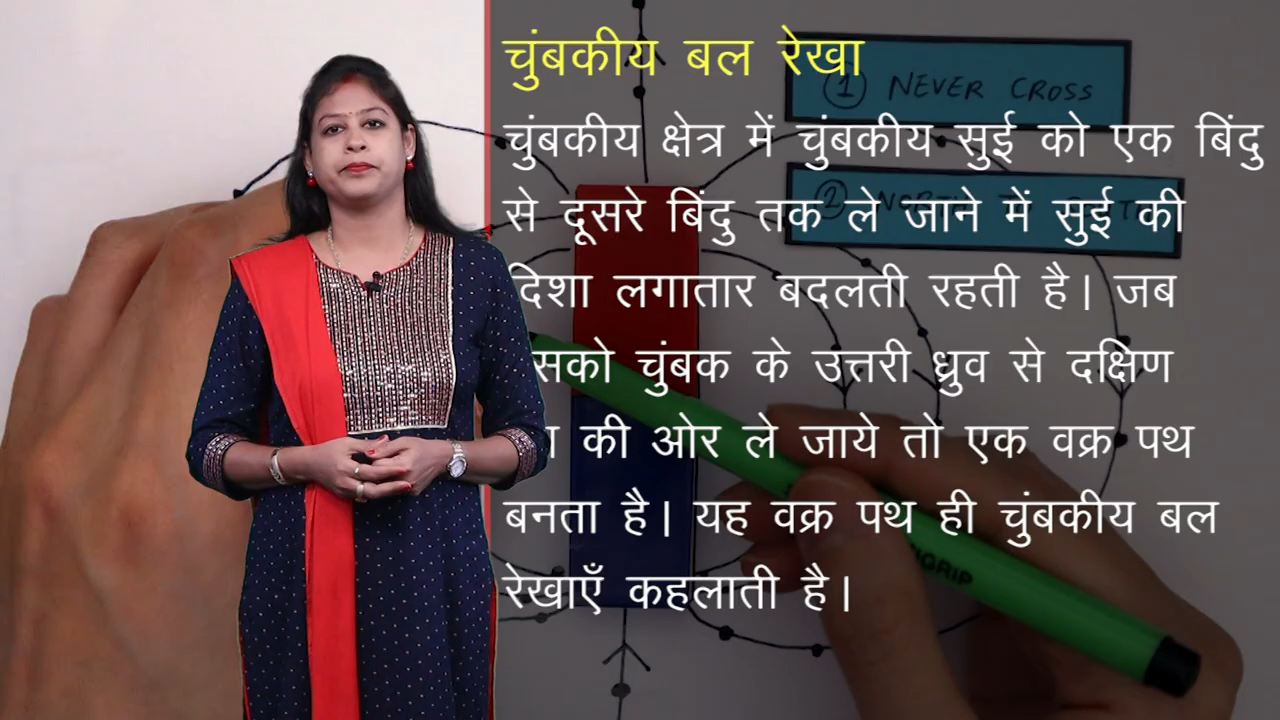 चुंबकीय बल रेखा
① NEVER CROSS
चुंबकीय क्षेत्र में चुंबकीय सुई को एक बिंदु
से दूसरे बिंदु तक ले जाने में सुई की
दिशा लगातार बदलती रहती है। जब
चुंबक के उत्तरी ध्रुव से दक्षिण
की ओर ले जाये तो एक वक्र पथ
बनता है। यह वक्र पथ ही चुंबकीय बल
रेखाएँ कहलाती है।